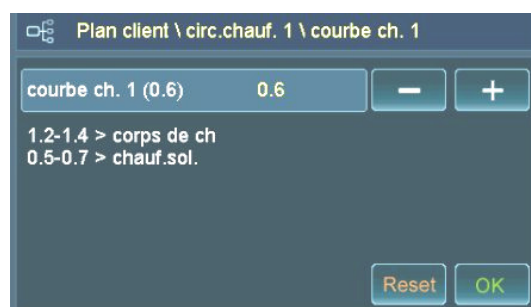 Plan client \ circ.chauf. 1 \ courbe ch. 1
courbe ch. 1 (0.6) 0.6 − +
1.2-1.4 > corps de ch
0.5-0.7 > chauf.sol.
Reset OK